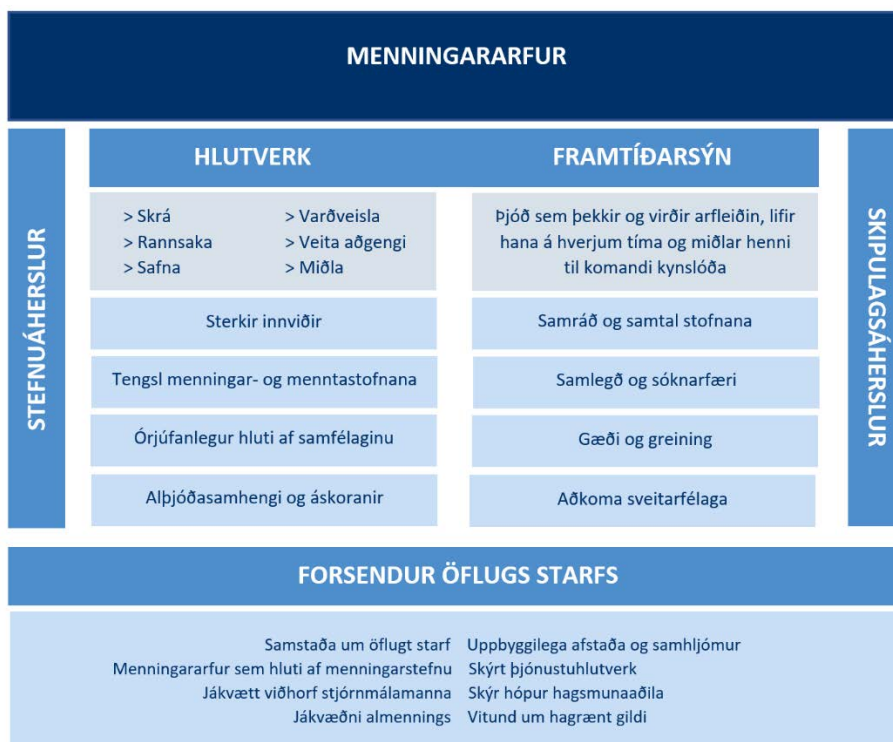 MENNINGARARFUR
STEFNUÁHERSLUR
HLUTVERK
> Skrá
> Rannsaka
> Safna
> Varðveisla
> Veita aðgengi
> Miðla
Sterkir innviðir
Tengsl menningar- og menntastofnana
Órjúfanlegur hluti af samfélaginu
Alþjóðasamhengi og áskoranir
FRAMTÍÐARSÝN
Þjóð sem þekkir og virðir arfleiðin, lifir
hana á hverjum tíma og miðlar henni
til komandi kynslóða
Samráð og samtal stofnana
Samlegð og sóknarfæri
Gæði og greining
Aðkoma sveitarfélaga
SKIPULAGSÁHERSLUR
FORSENDUR ÖFLUGS STARFS
Samstaða um öflugt starf
Menningararfur sem hluti af menningarstefnu
Jákvætt viðhorf stjórnmálamanna
Jákvæðni almennings
Uppbyggilega afstaða og samhljómur
Skýrt þjónustuhlutverk
Skýr hópur hagsmunaaðila
Vitund um hagrænt gildi